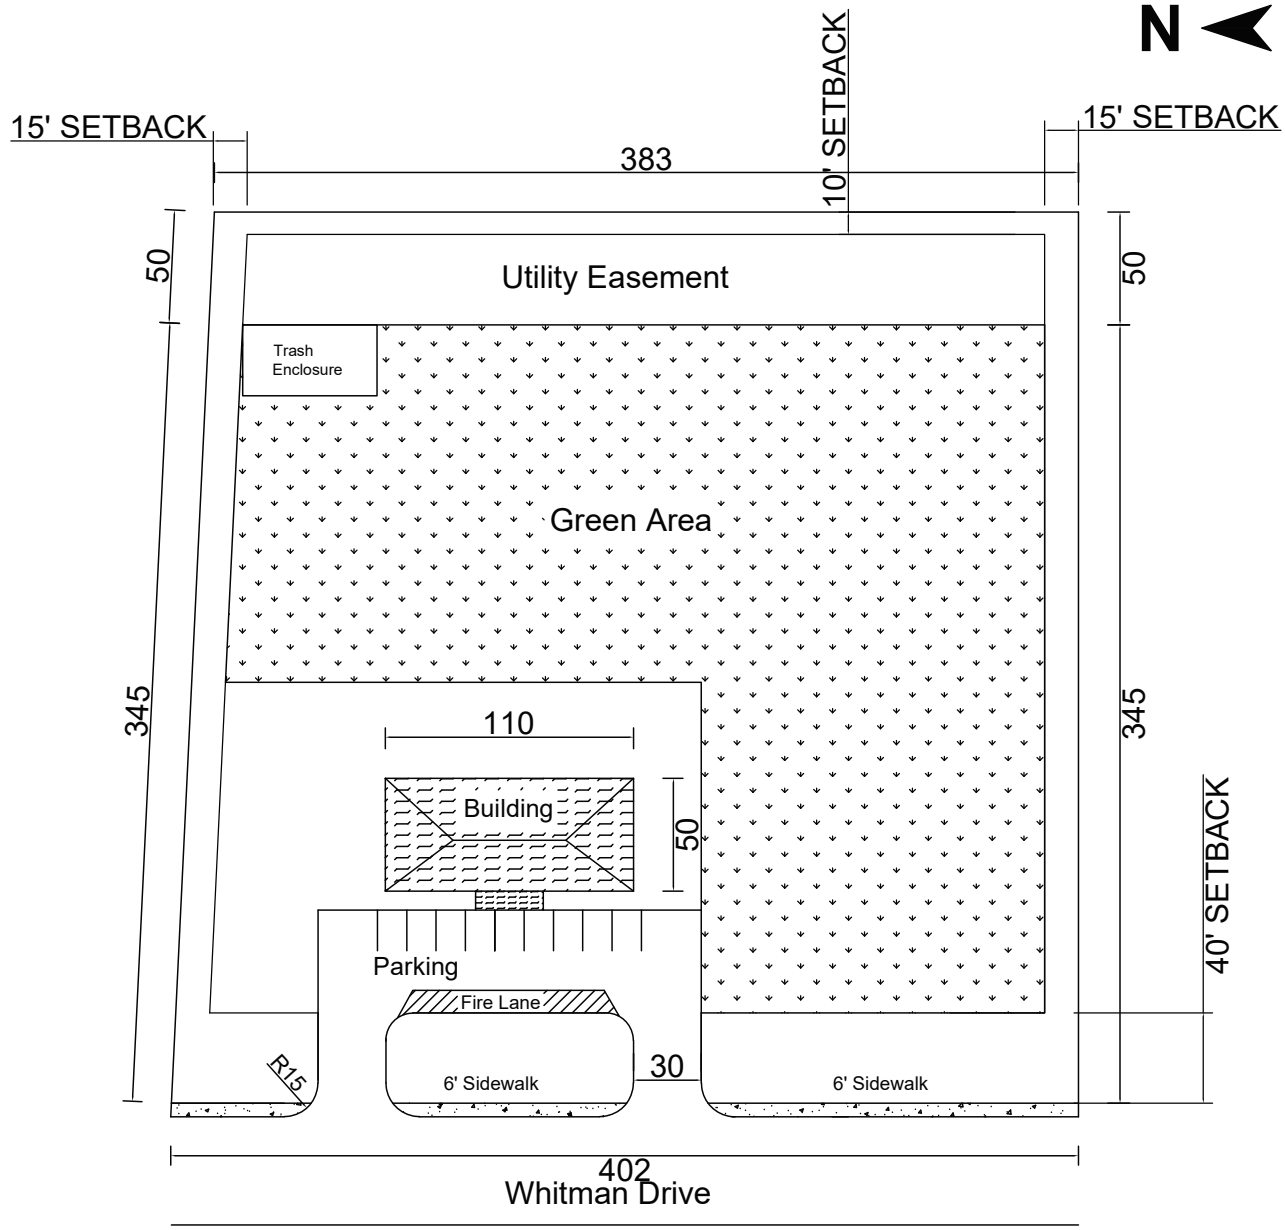 N
10' SETBACK
15' SETBACK
15' SETBACK
383
50
50
Utility Easement
Trash
Enclosure
Green Area
345
345
110
Building
50
40' SETBACK
Parking
Fire Lane
R15
30
6' Sidewalk
6' Sidewalk
402
Whitman Drive